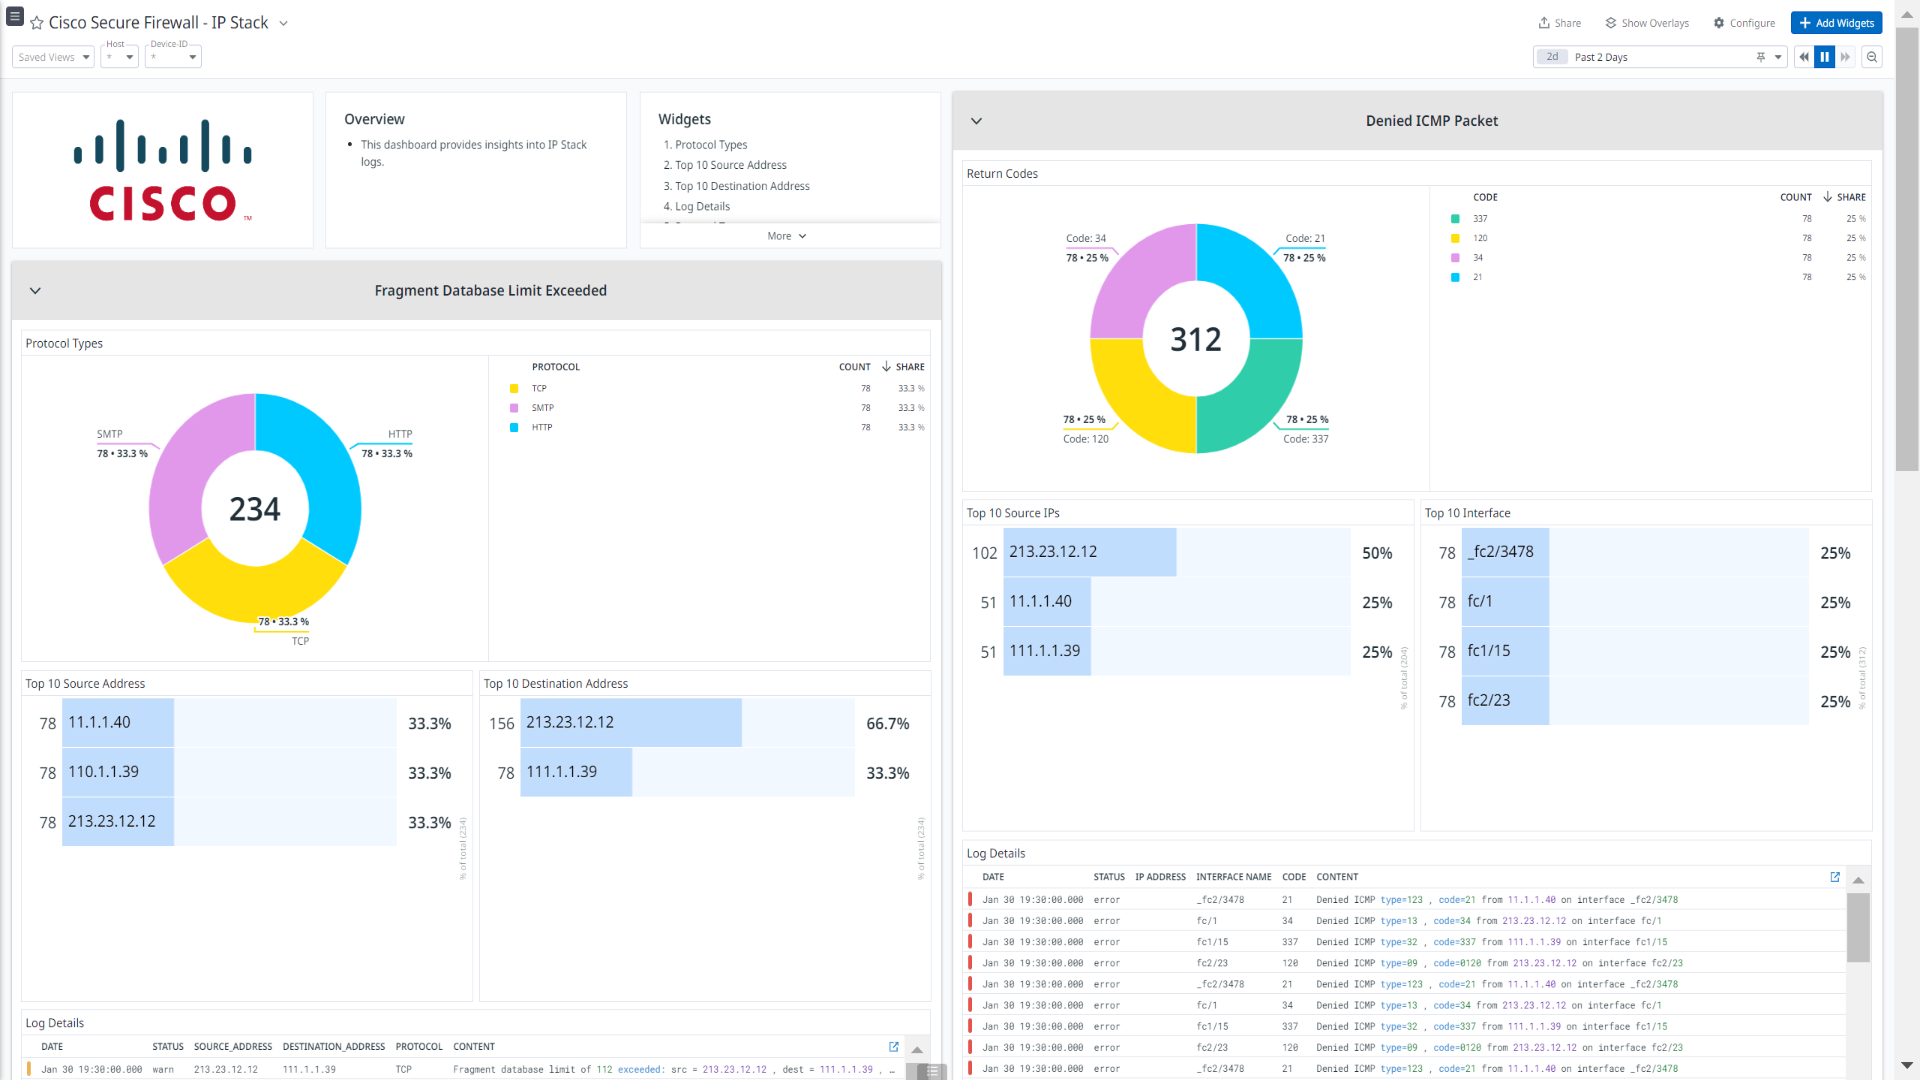 Cisco Secure Firewall - IP Stack
Share
Show Overlays
Configure
Add Widgets
Saved Views
Host
*
Device-ID
*
2d Past 2 Days
CISCO ™
Overview
• This dashboard provides insights into IP Stack
logs.
Widgets
1. Protocol Types
2. Top 10 Source Address
3. Top 10 Destination Address
4. Log Details
More
Fragment Database Limit Exceeded
Protocol Types
SMTP
78 • 33.3 %
HTTP
78 • 33.3 %
234
78 • 33.3 %
TCP
PROTOCOL COUNT SHARE
TCP 78 33.3 %
SMTP 78 33.3 %
HTTP 78 33.3 %
Top 10 Source Address
78 11.1.1.40 33.3%
78 110.1.1.39 33.3%
78 213.23.12.12 33.3%
% of total (234)
Top 10 Destination Address
156 213.23.12.12 66.7%
78 111.1.1.39 33.3%
% of total (234)
Log Details
DATE STATUS SOURCE_ADDRESS DESTINATION_ADDRESS PROTOCOL CONTENT
Jan 30 19:30:00.000 warn 213.23.12.12 111.1.1.39 TCP Fragment database limit of 112 exceeded: src = 213.23.12.12 , dest = 111.1.1.39 , …
Denied ICMP Packet
Return Codes
Code: 34
78 • 25 %
Code: 21
78 • 25 %
312
78 • 25 %
Code: 120
78 • 25 %
Code: 337
CODE COUNT SHARE
337 78 25 %
120 78 25 %
34 78 25 %
21 78 25 %
Top 10 Source IPs
102 213.23.12.12 50%
51 11.1.1.40 25%
51 111.1.1.39 25%
% of total (204)
Top 10 Interface
78 _fc2/3478 25%
78 fc/1 25%
78 fc1/15 25%
78 fc2/23 25%
% of total (312)
Log Details
DATE STATUS IP ADDRESS INTERFACE NAME CODE CONTENT
Jan 30 19:30:00.000 error _fc2/3478 21 Denied ICMP type=123 , code=21 from 11.1.1.40 on interface _fc2/3478
Jan 30 19:30:00.000 error fc/1 34 Denied ICMP type=13 , code=34 from 213.23.12.12 on interface fc/1
Jan 30 19:30:00.000 error fc1/15 337 Denied ICMP type=32 , code=337 from 111.1.1.39 on interface fc1/15
Jan 30 19:30:00.000 error fc2/23 120 Denied ICMP type=09 , code=0120 from 213.23.12.12 on interface fc2/23
Jan 30 19:30:00.000 error _fc2/3478 21 Denied ICMP type=123 , code=21 from 11.1.1.40 on interface _fc2/3478
Jan 30 19:30:00.000 error fc/1 34 Denied ICMP type=13 , code=34 from 213.23.12.12 on interface fc/1
Jan 30 19:30:00.000 error fc1/15 337 Denied ICMP type=32 , code=337 from 111.1.1.39 on interface fc1/15
Jan 30 19:30:00.000 error fc2/23 120 Denied ICMP type=09 , code=0120 from 213.23.12.12 on interface fc2/23
Jan 30 19:30:00.000 error _fc2/3478 21 Denied ICMP type=123 , code=21 from 11.1.1.40 on interface _fc2/3478